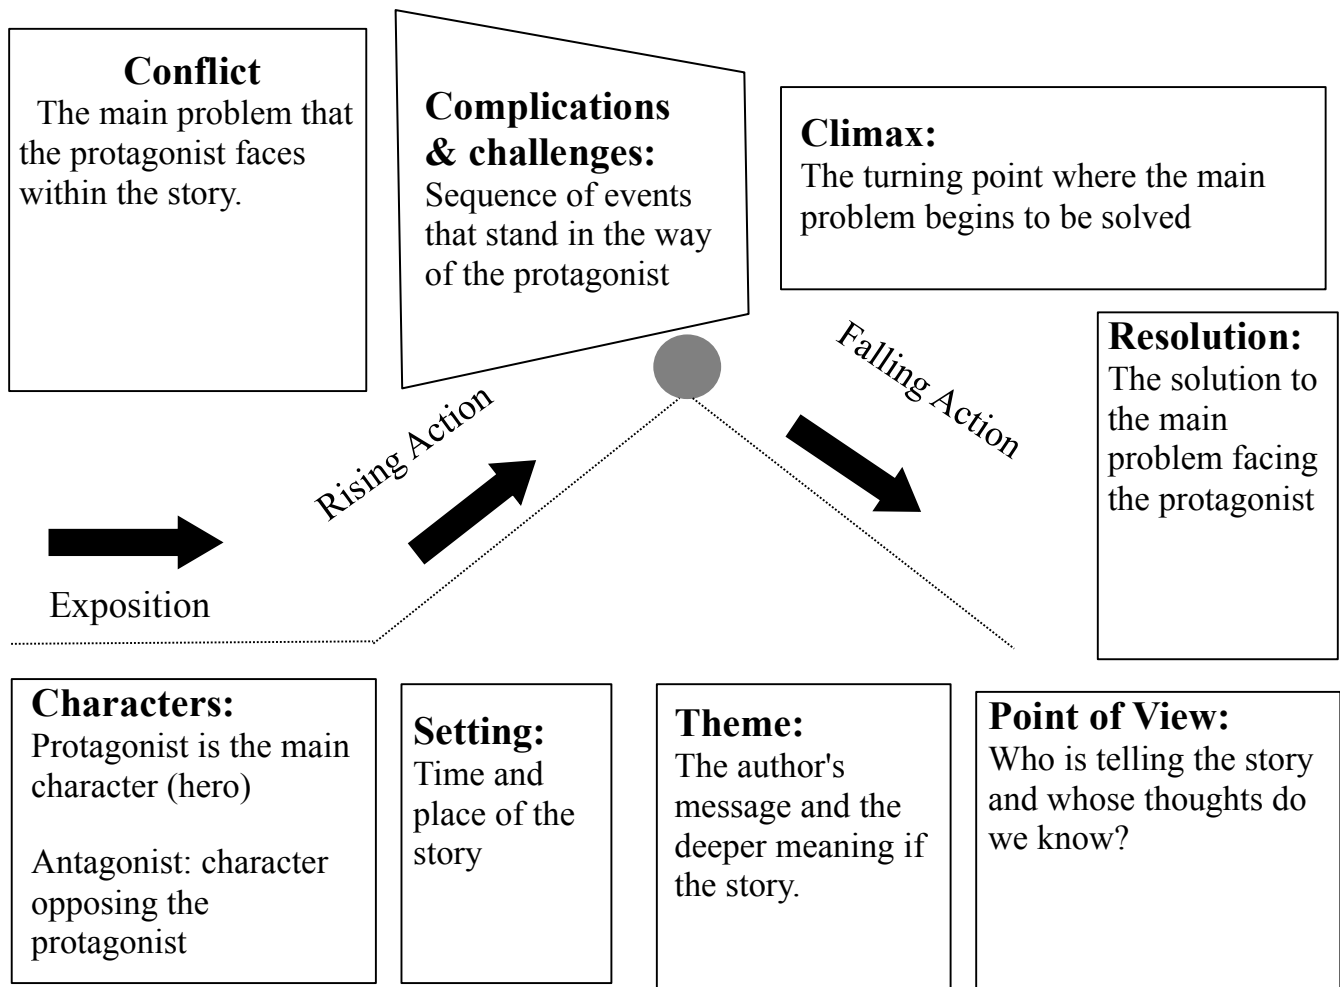 Conflict
The main problem that
the protagonist faces
within the story.
Complications
& challenges:
Sequence of events
that stand in the way
of the protagonist
Climax:
The turning point where the main
problem begins to be solved
Rising Action
Falling Action
Resolution:
The solution to
the main
problem facing
the protagonist
Exposition
Characters:
Protagonist is the main
character (hero)
Antagonist: character
opposing the
protagonist
Setting:
Time and
place of the
story
Theme:
The author's
message and the
deeper meaning if
the story.
Point of View:
Who is telling the story
and whose thoughts do
we know?